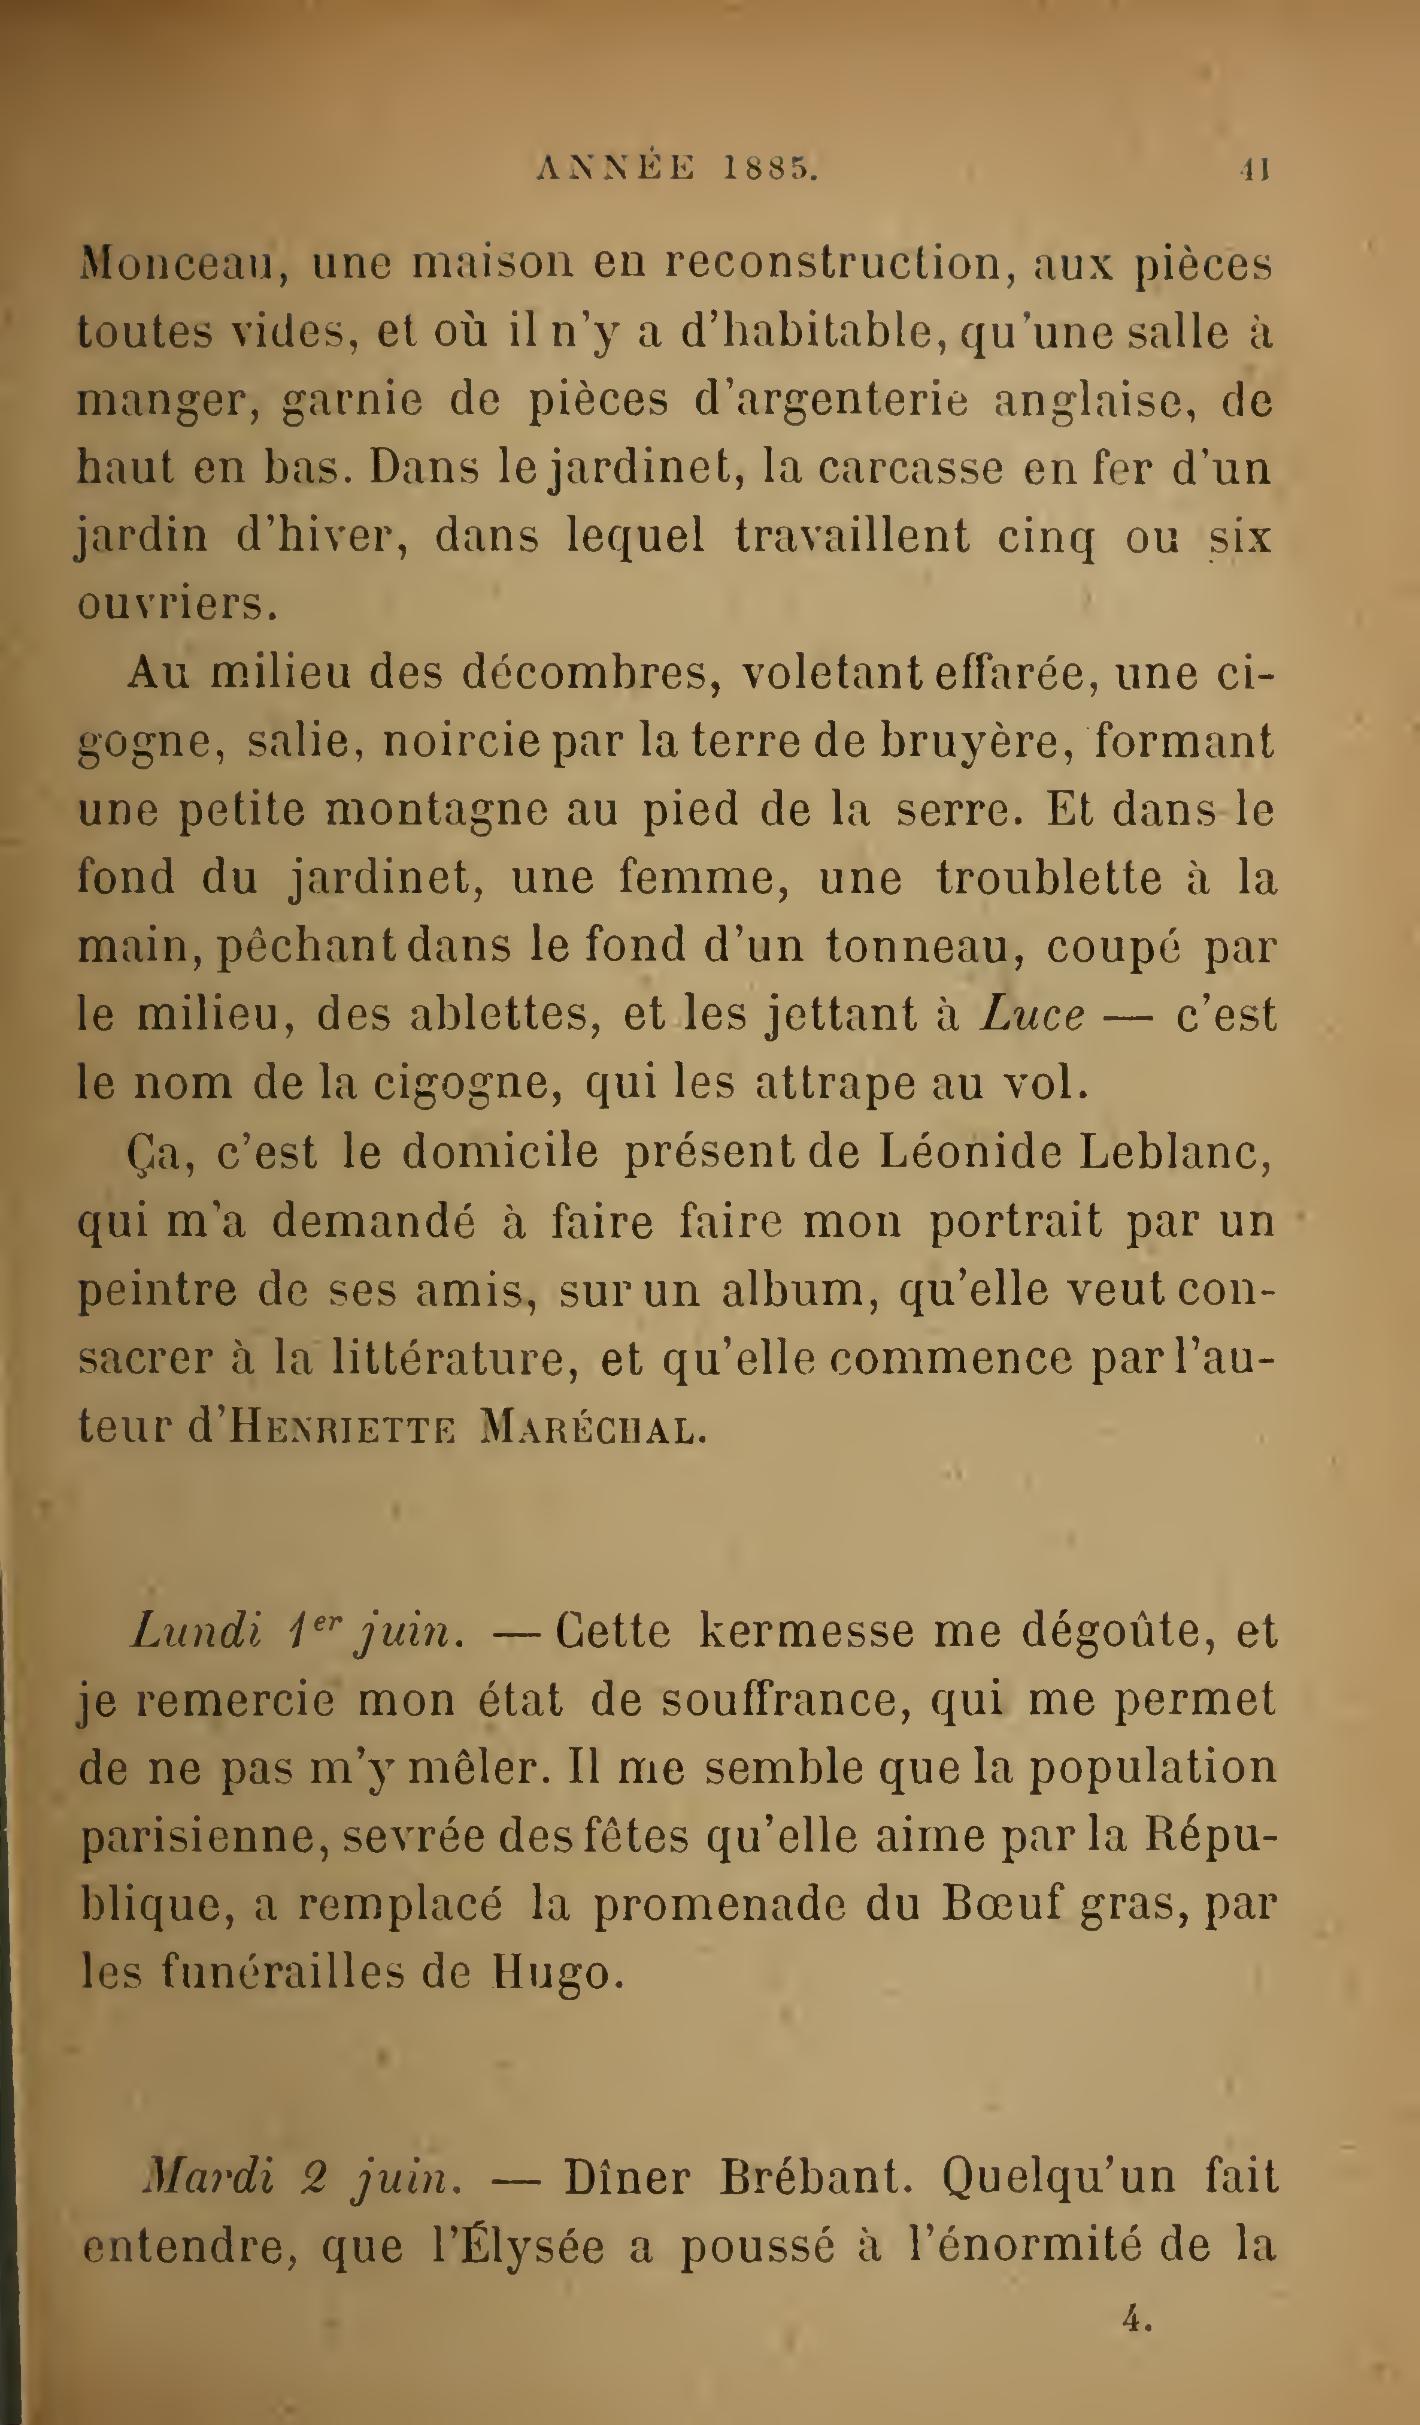 ANNÉE 1885. 41
Monceau, une maison en reconstruction, aux pièces
toutes vides, et où il n'y a d'habitable, qu'une salle à
manger, garnie de pièces d'argenterie anglaise, de
haut en bas. Dans le jardinet, la carcasse en fer d'un
jardin d'hiver, dans lequel travaillent cinq ou six
ouvriers.
Au milieu des décombres, voletant effarée, une ci-
gogne, salie, noircie par la terre de bruyère, formant
une petite montagne au pied de la serre. Et dans le
fond du jardinet, une femme, une troublette à la
main, pêchant dans le fond d'un tonneau, coupé par
le milieu, des ablettes, et les jettant à Luce — c'est
le nom de la cigogne, qui les attrape au vol.
Ça, c'est le domicile présent de Léonide Leblanc,
qui m'a demandé à faire faire mon portrait par un
peintre de ses amis, sur un album, qu'elle veut con-
sacrer à la littérature, et qu'elle commence par l'au-
teur d'HENRIETTE MARÉCHAL.
Lundi 1er juin. — Cette kermesse me dégoûte, et
je remercie mon état de souffrance, qui me permet
de ne pas m'y mêler. Il me semble que la population
parisienne, sevrée des fêtes qu'elle aime par la Répu-
blique, a remplacé la promenade du Bœuf gras, par
les funérailles de Hugo.
Mardi 2 juin. — Dîner Brébant. Quelqu'un fait
entendre, que l'Élysée a poussé à l'énormité de la
4.